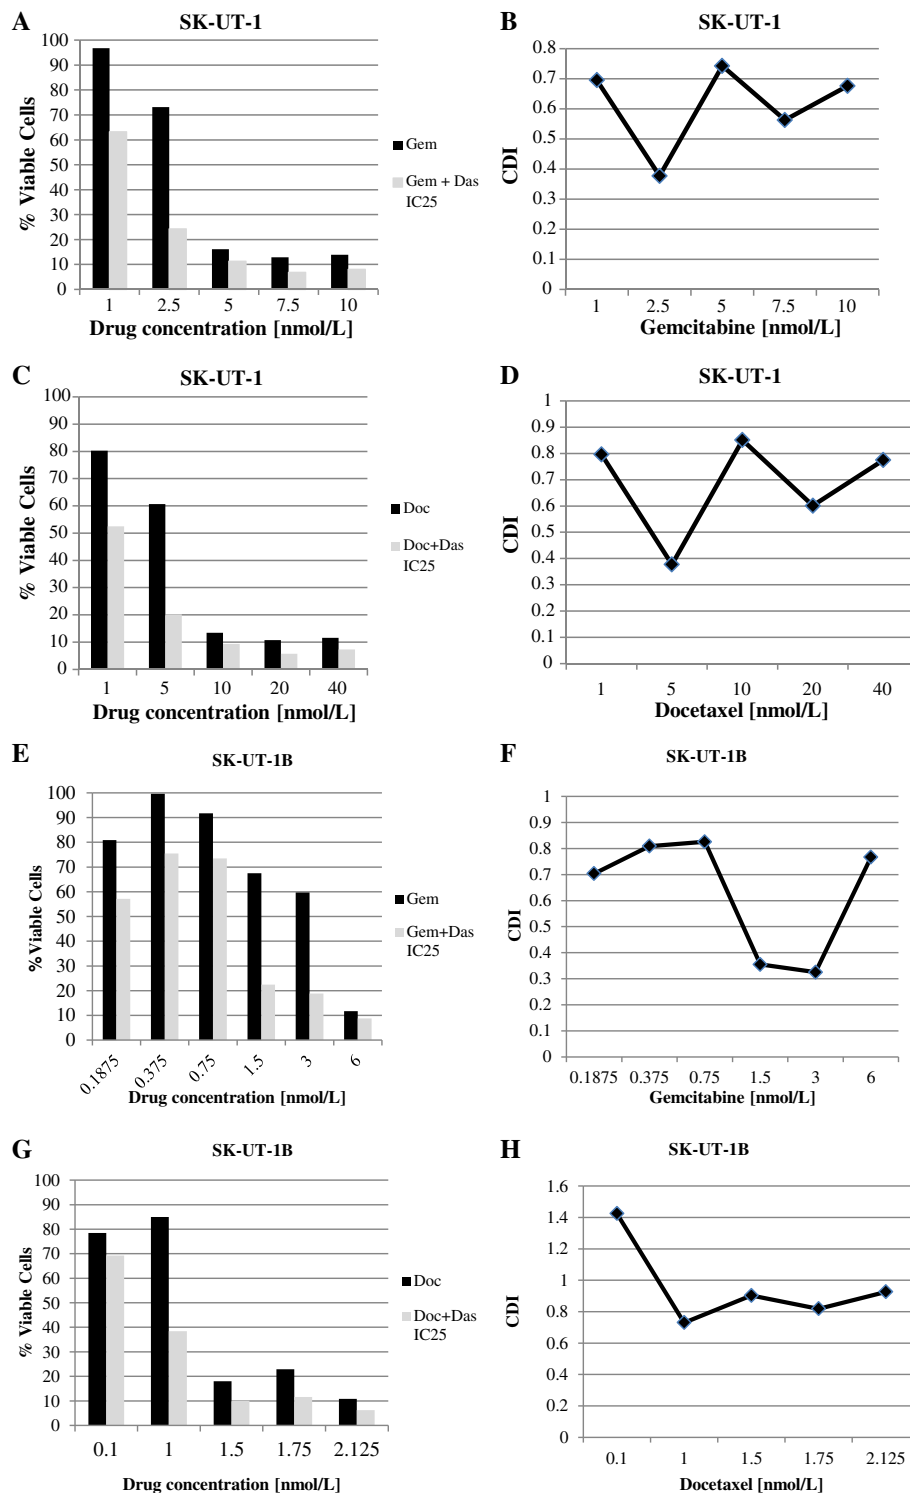 A
SK-UT-1
100
90
80
70
60
50
40
30
20
10
0
% Viable Cells
1 2.5 5 7.5 10
Drug concentration [nmol/L]
Gem
Gem + Das
IC25
B
SK-UT-1
0.8
0.7
0.6
0.5
0.4
0.3
0.2
0.1
0
CDI
1 2.5 5 7.5 10
Gemcitabine [nmol/L]
C
SK-UT-1
100
90
80
70
60
50
40
30
20
10
0
% Viable Cells
1 5 10 20 40
Drug concentration [nmol/L]
Doc
Doc+Das
IC25
D
SK-UT-1
1
0.9
0.8
0.7
0.6
0.5
0.4
0.3
0.2
0.1
0
CDI
1 5 10 20 40
Docetaxel [nmol/L]
E
SK-UT-1B
100
90
80
70
60
50
40
30
20
10
0
%Viable Cells
0.1875 0.375 0.75 1.5 3 6
Drug concentration [nmol/L]
Gem
Gem+Das
IC25
F
SK-UT-1B
1
0.9
0.8
0.7
0.6
0.5
0.4
0.3
0.2
0.1
0
CDI
0.1875 0.375 0.75 1.5 3 6
Gemcitabine [nmol/L]
G
SK-UT-1B
100
90
80
70
60
50
40
30
20
10
0
% Viable Cells
0.1 1 1.5 1.75 2.125
Drug concentration [nmol/L]
Doc
Doc+Das
IC25
H
SK-UT-1B
1.6
1.4
1.2
1
0.8
0.6
0.4
0.2
0
CDI
0.1 1 1.5 1.75 2.125
Docetaxel [nmol/L]